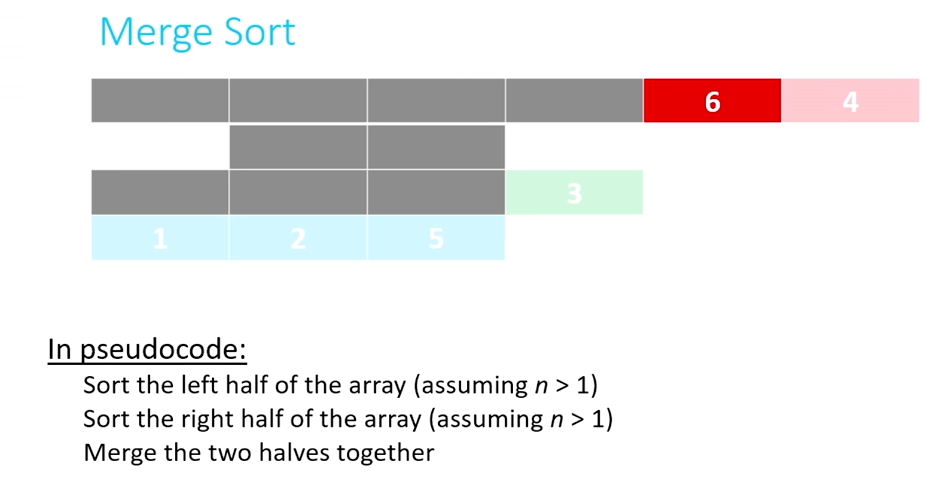 Merge Sort
6 4
3
1 2 5
In pseudocode:
Sort the left half of the array (assuming n > 1)
Sort the right half of the array (assuming n > 1)
Merge the two halves together